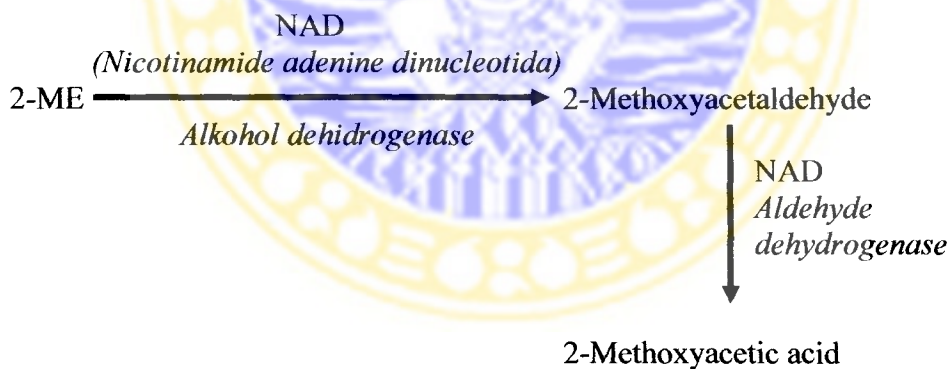 NAD
(Nicotinamide adenine dinucleotida)
2-ME
2-Methoxyacetaldehyde
Alkohol dehidrogenase
NAD
Aldehyde
dehydrogenase
2-Methoxyacetic acid